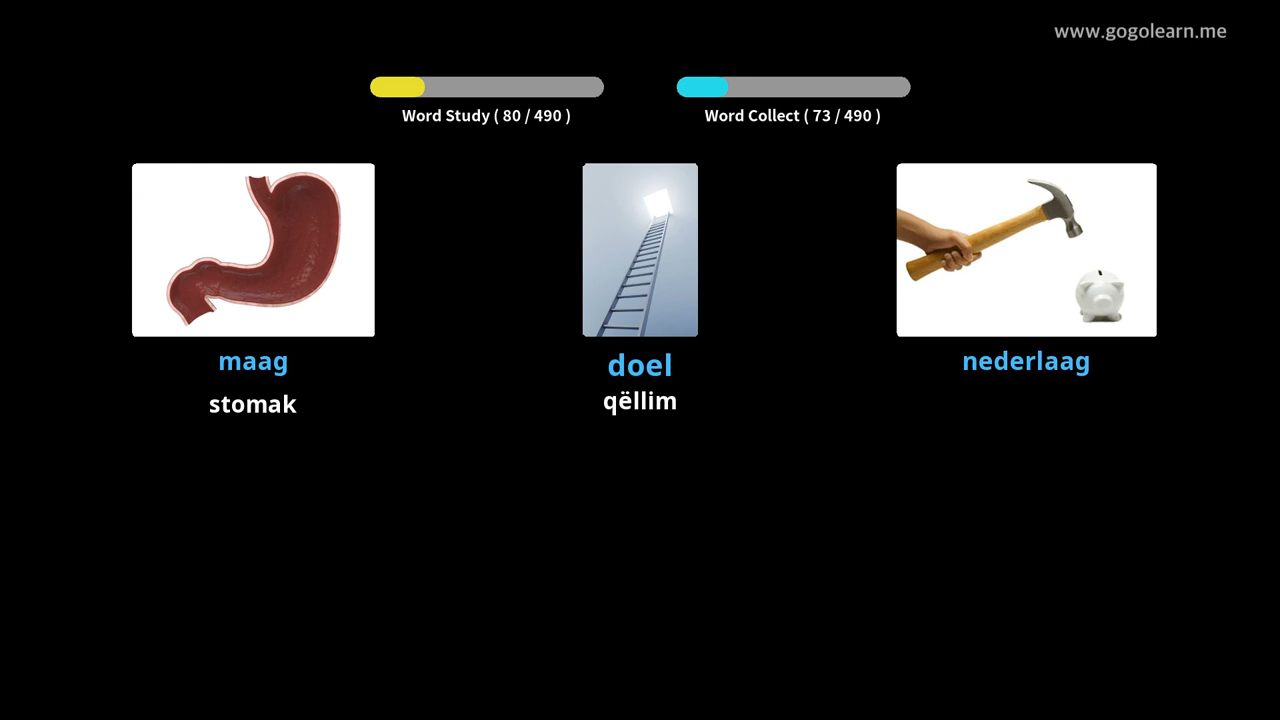 www.gogolearn.me
Word Study ( 80 / 490 )
Word Collect ( 73 / 490 )
maag
doel
nederlaag
stomak
qëllim